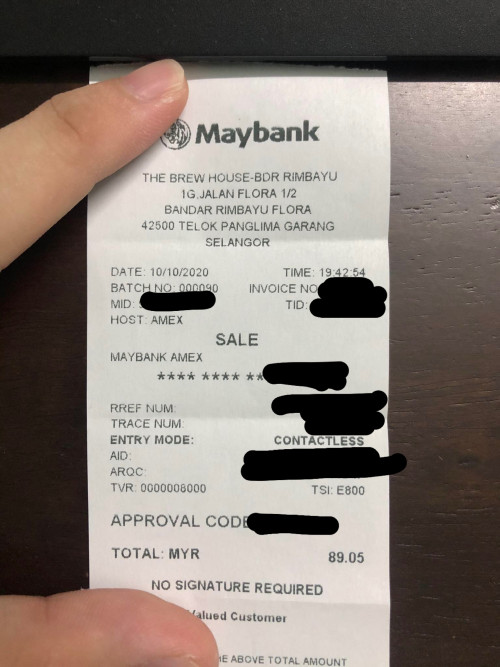 Maybank
THE BREW HOUSE-BDR RIMBAYU
1G,JALAN FLORA 1/2
BANDAR RIMBAYU FLORA
42500 TELOK PANGLIMA GARANG
SELANGOR
DATE: 10/10/2020 TIME: 19:42:54
BATCH NO: 000090 INVOICE NO
MID: TID:
HOST: AMEX
SALE
MAYBANK AMEX
**** **** **
RREF NUM:
TRACE NUM:
ENTRY MODE: CONTACTLESS
AID:
ARQC:
TVR: 0000008000 TSI: E800
APPROVAL CODE
TOTAL: MYR 89.05
NO SIGNATURE REQUIRED
Valued Customer
ABOVE TOTAL AMOUNT